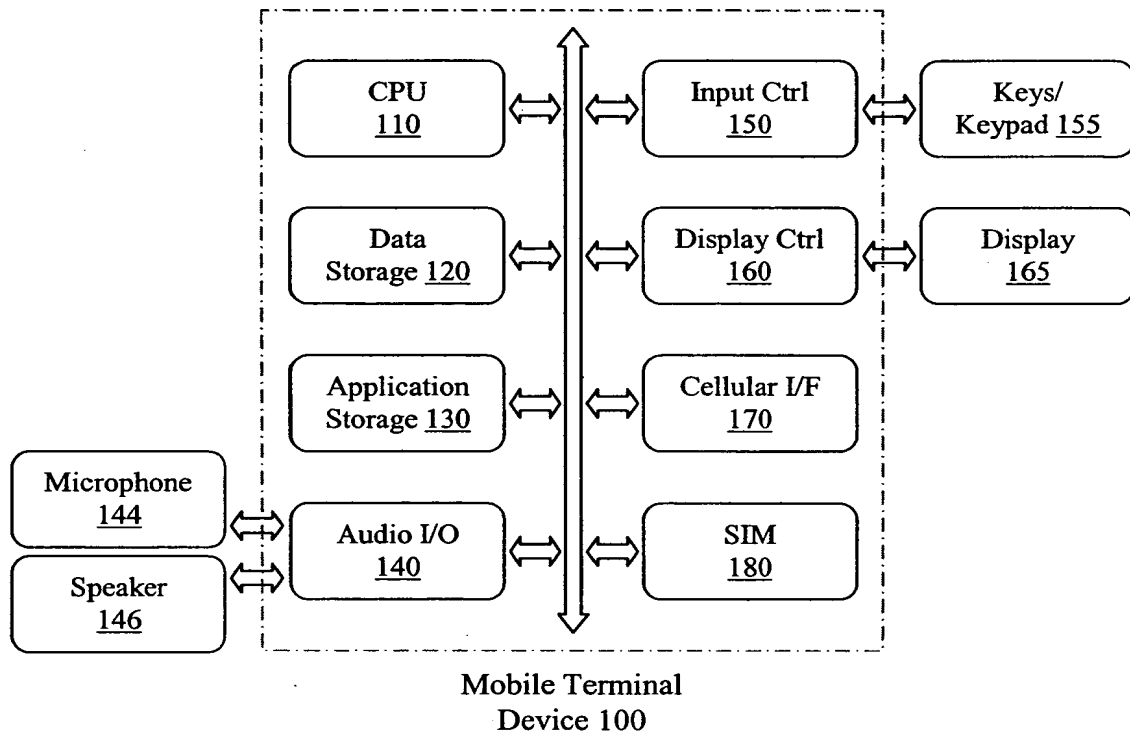 CPU
110
Input Ctrl
150
Keys/
Keypad 155
Data
Storage 120
Display Ctrl
160
Display
165
Application
Storage 130
Cellular I/F
170
Microphone
144
Audio I/O
140
SIM
180
Speaker
146
Mobile Terminal
Device 100